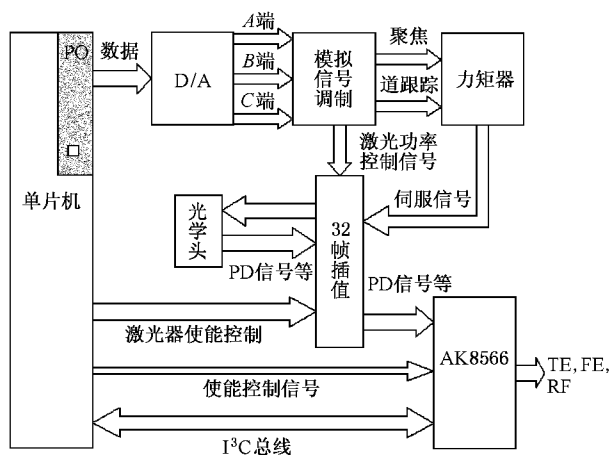 PO
数据
D/A
A端
B端
C端
模拟
信号
调制
聚焦
道跟踪
力矩器
激光功率
控制信号
伺服信号
单片机
光
学
头
32
帧
插
值
PD信号等
PD信号等
激光器使能控制
AK8566
TE, FE,
RF
使能控制信号
I³C总线